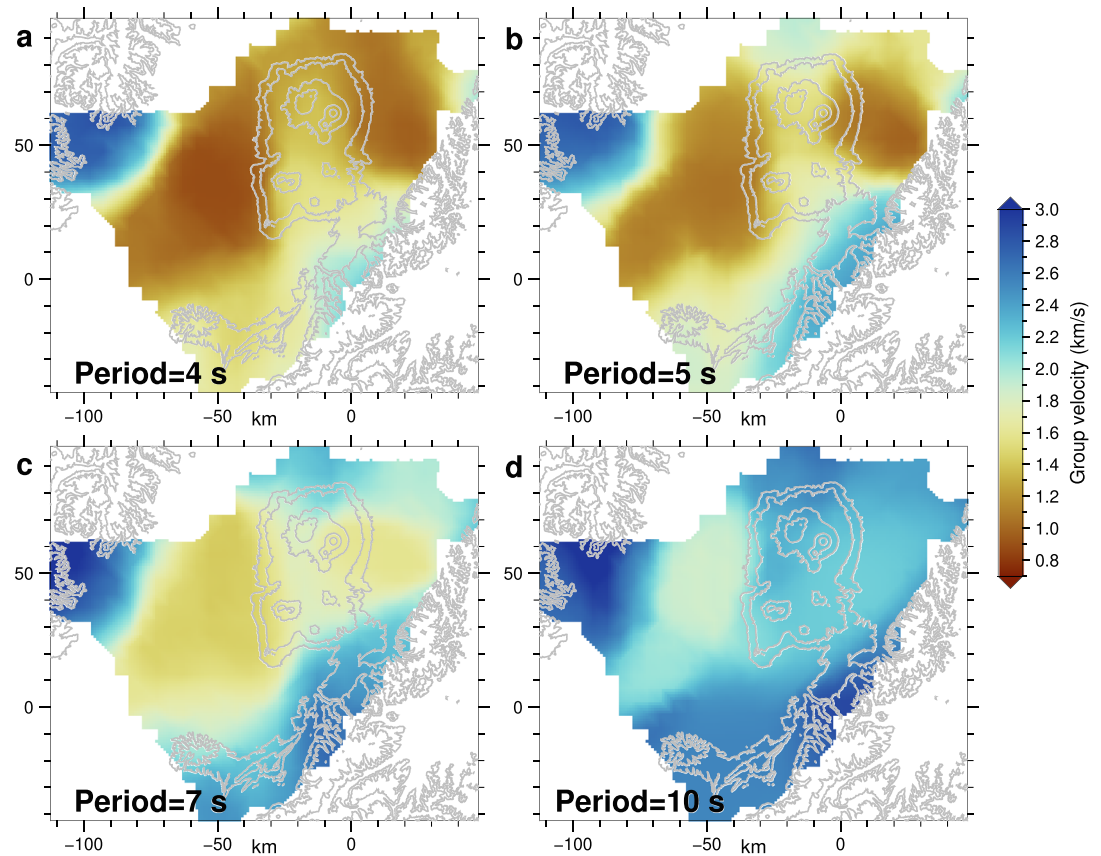 a
50
0
Period=4 s
−100
−50
km
0
b
Period=5 s
−100
−50
km
0
c
50
0
Period=7 s
−100
−50
km
0
d
50
0
Period=10 s
−100
−50
km
0
3.0
2.8
2.6
2.4
2.2
2.0
1.8
1.6
1.4
1.2
1.0
0.8
Group velocity (km/s)